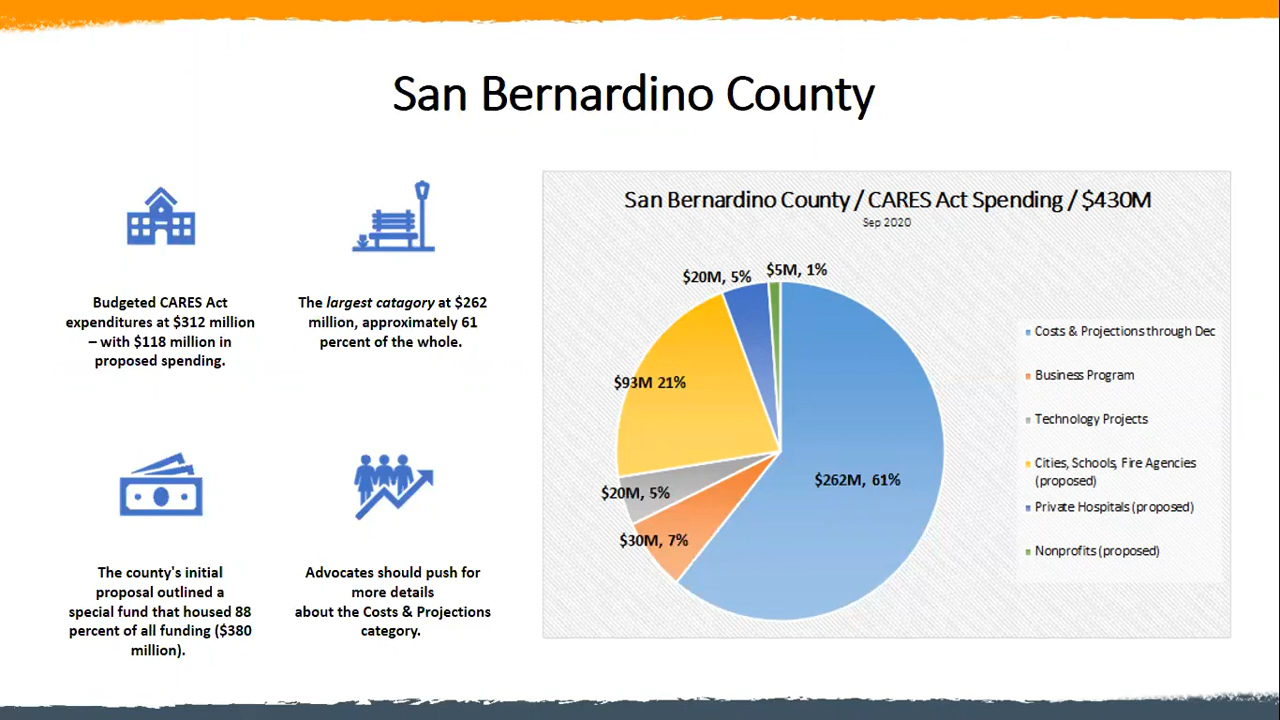 San Bernardino County
Budgeted CARES Act
expenditures at $312 million
– with $118 million in
proposed spending.
The largest catagory at $262
million, approximately 61
percent of the whole.
The county's initial
proposal outlined a
special fund that housed 88
percent of all funding ($380
million).
Advocates should push for
more details
about the Costs & Projections
category.
San Bernardino County / CARES Act Spending / $430M
Sep 2020
$20M, 5%
$5M, 1%
$93M 21%
$262M, 61%
$20M, 5%
$30M, 7%
Costs & Projections through Dec
Business Program
Technology Projects
Cities, Schools, Fire Agencies
(proposed)
Private Hospitals (proposed)
Nonprofits (proposed)